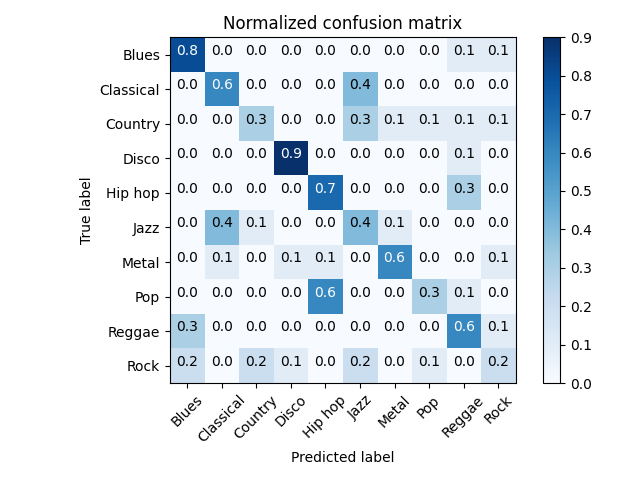 Normalized confusion matrix
Blues 0.8 0.0 0.0 0.0 0.0 0.0 0.0 0.0 0.1 0.1
Classical 0.0 0.6 0.0 0.0 0.0 0.4 0.0 0.0 0.0 0.0
Country 0.0 0.0 0.3 0.0 0.0 0.3 0.1 0.1 0.1 0.1
Disco 0.0 0.0 0.0 0.9 0.0 0.0 0.0 0.0 0.1 0.0
Hip hop 0.0 0.0 0.0 0.0 0.7 0.0 0.0 0.0 0.3 0.0
Jazz 0.0 0.4 0.1 0.0 0.0 0.4 0.1 0.0 0.0 0.0
Metal 0.0 0.1 0.0 0.1 0.1 0.0 0.6 0.0 0.0 0.1
Pop 0.0 0.0 0.0 0.0 0.6 0.0 0.0 0.3 0.1 0.0
Reggae 0.3 0.0 0.0 0.0 0.0 0.0 0.0 0.0 0.6 0.1
Rock 0.2 0.0 0.2 0.1 0.0 0.2 0.0 0.1 0.0 0.2
True label
Blues Classical Country Disco Hip hop Jazz Metal Pop Reggae Rock
Predicted label
0.9
0.8
0.7
0.6
0.5
0.4
0.3
0.2
0.1
0.0